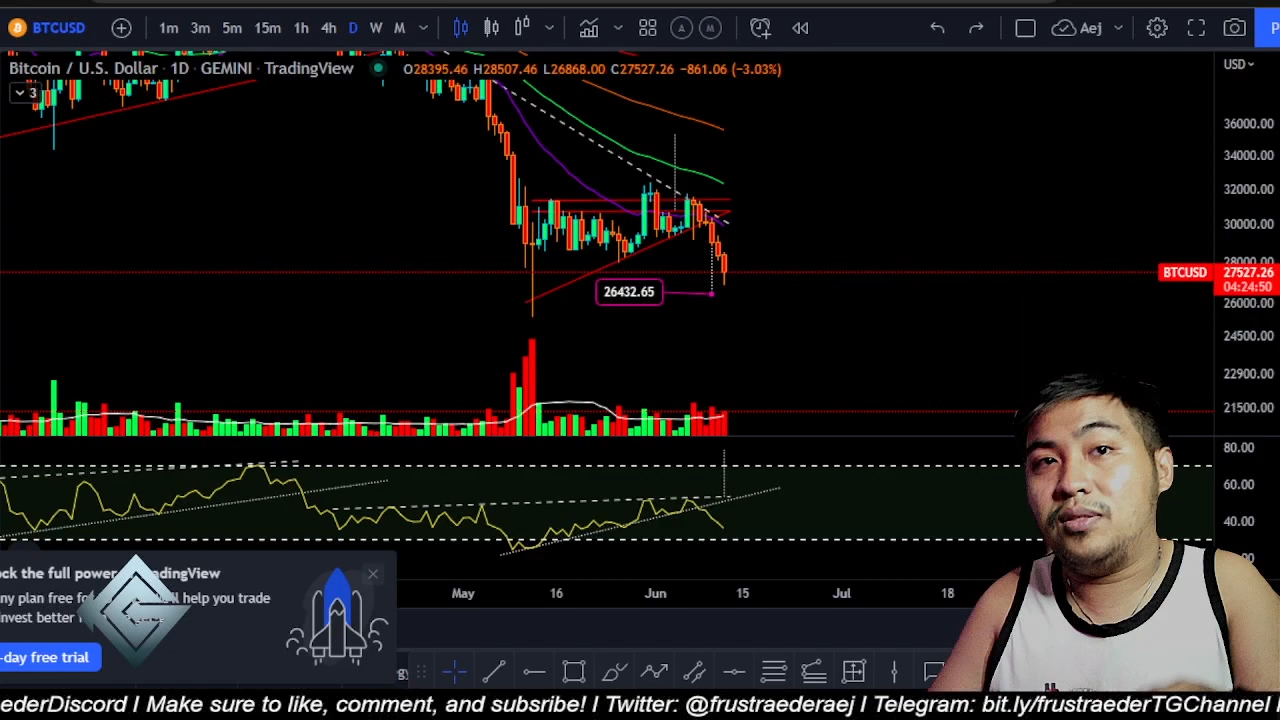 BTCUSD 1m 3m 5m 15m 1h 4h D W M A M Aej
Bitcoin / U.S. Dollar · 1D · GEMINI · TradingView O28395.46 H28507.46 L26868.00 C27527.26 −861.06 (−3.03%) USD
3
36000.00
34000.00
32000.00
30000.00
28000.00
BTCUSD 27527.26
04:24:50
26432.65
26000.00
24500.00
22900.00
21500.00
80.00
60.00
40.00
ock the full power TradingView
ny plan free help you trade
invest better
-day free trial
May 16 Jun 15 Jul 18
ederDiscord I Make sure to like, comment, and subsribe! I Twitter: @frustraederaej I Telegram: bit.ly/frustraederTGChannel I